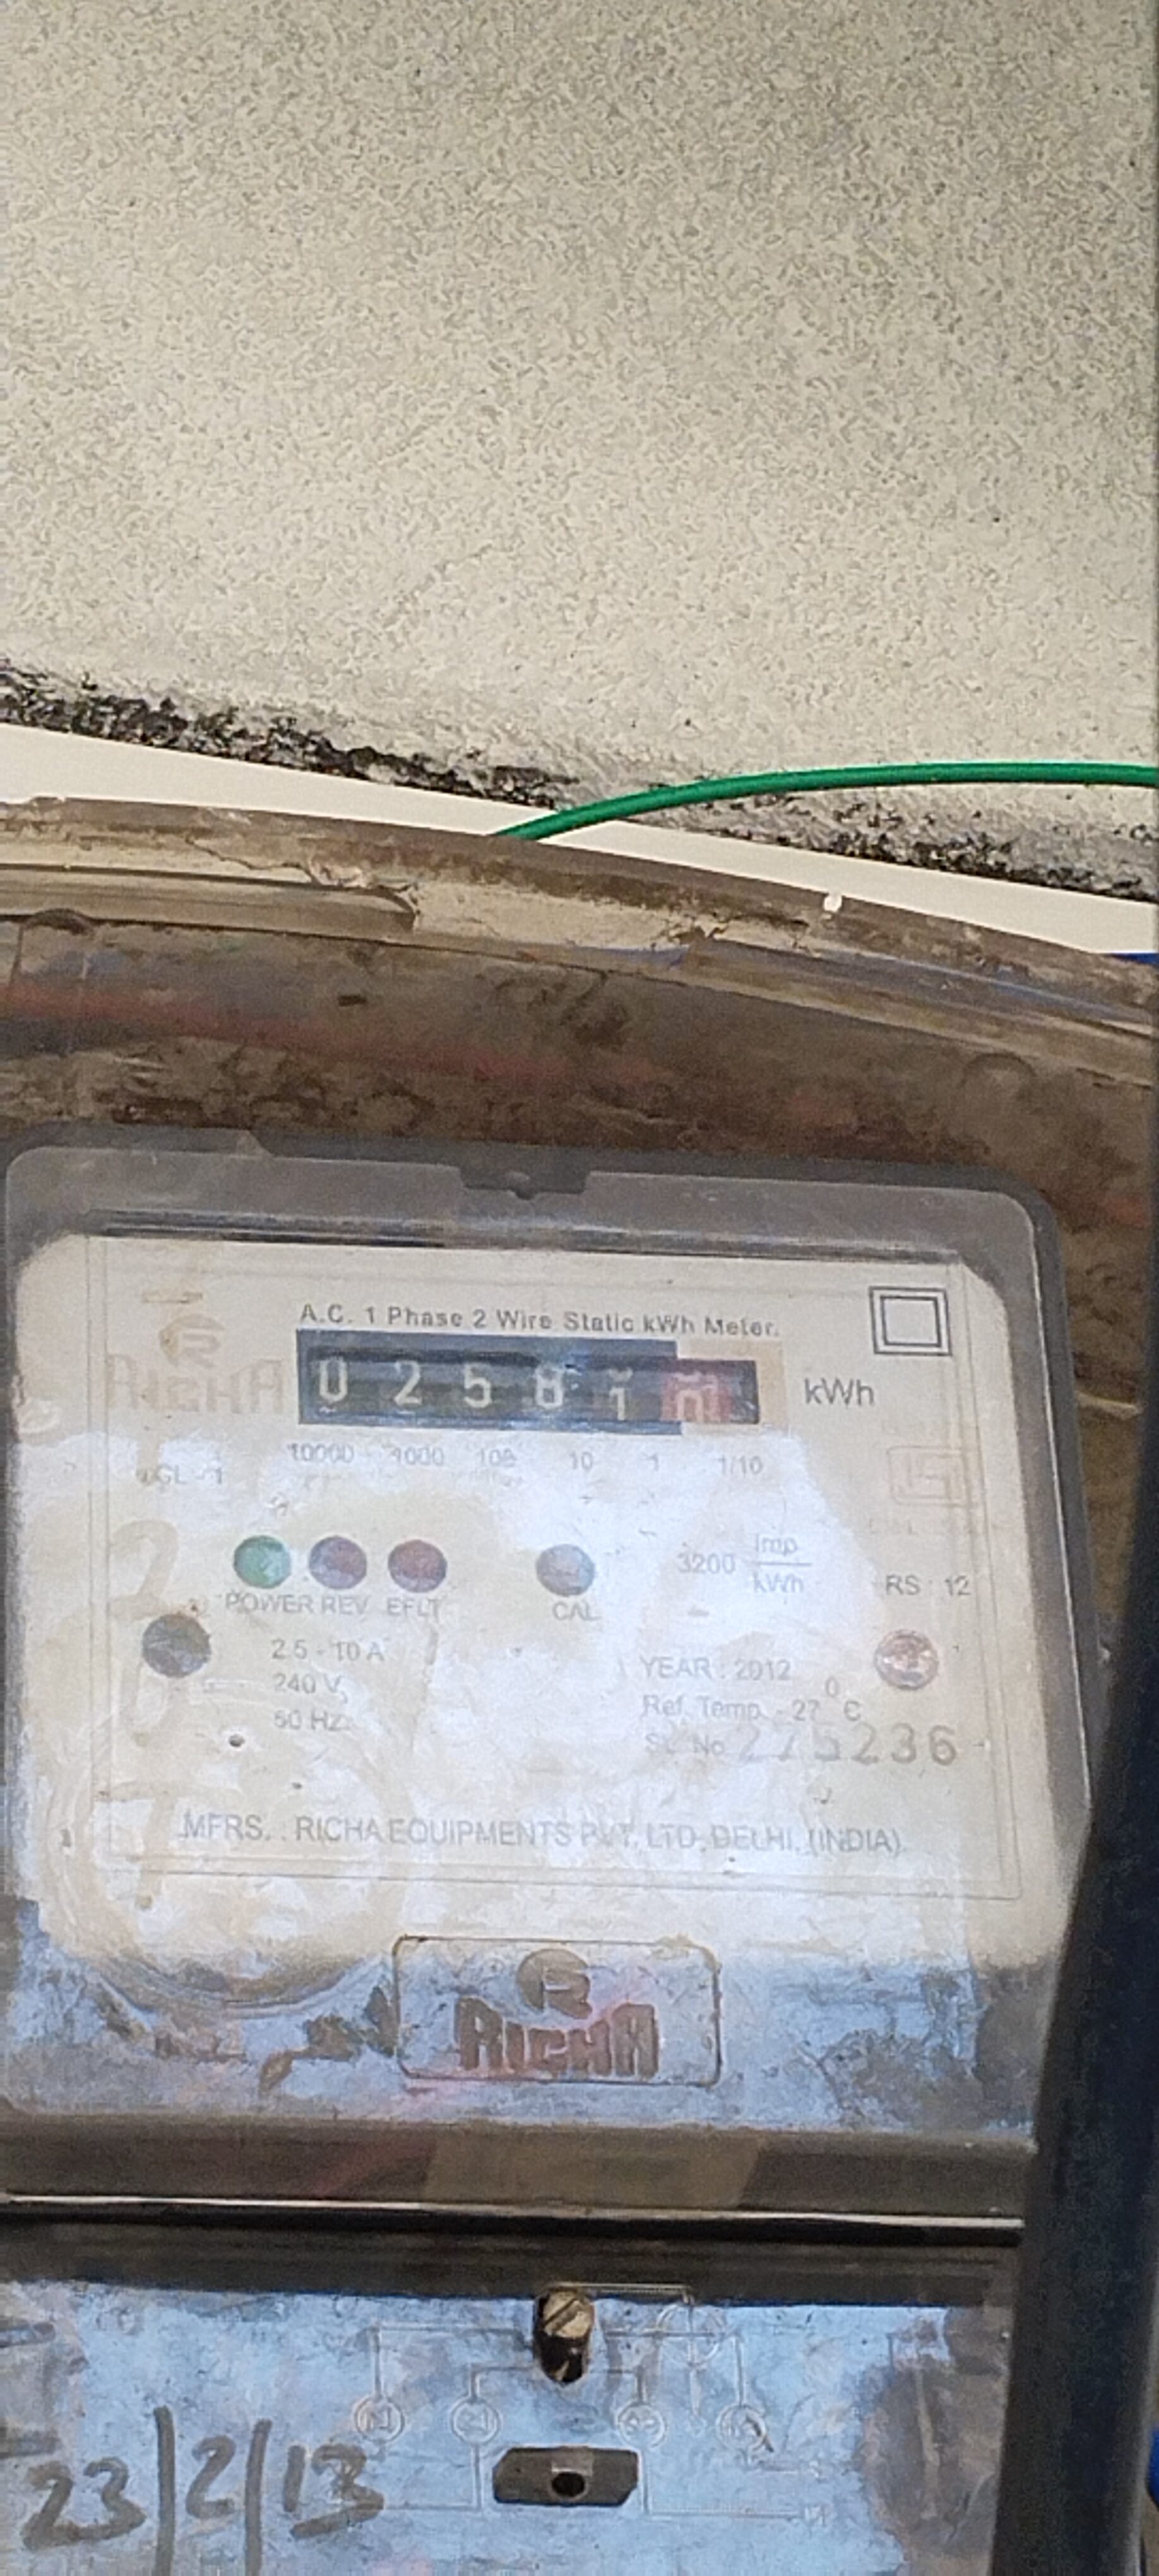 A.C. 1 Phase 2 Wire Static kWh Meter.
RICHA
0 2 5 8 1
kWh
10000 1000 100 10 1 1/10
3200 Imp/kWh
RS : 12
POWER REV EFLT CAL
2.5 - 10 A
240 V
50 HZ
YEAR : 2012
Ref. Temp. - 27 °C
SL. No 275236
MFRS. : RICHA EQUIPMENTS PVT. LTD. DELHI. (INDIA).
R
RICHA
23/2/13